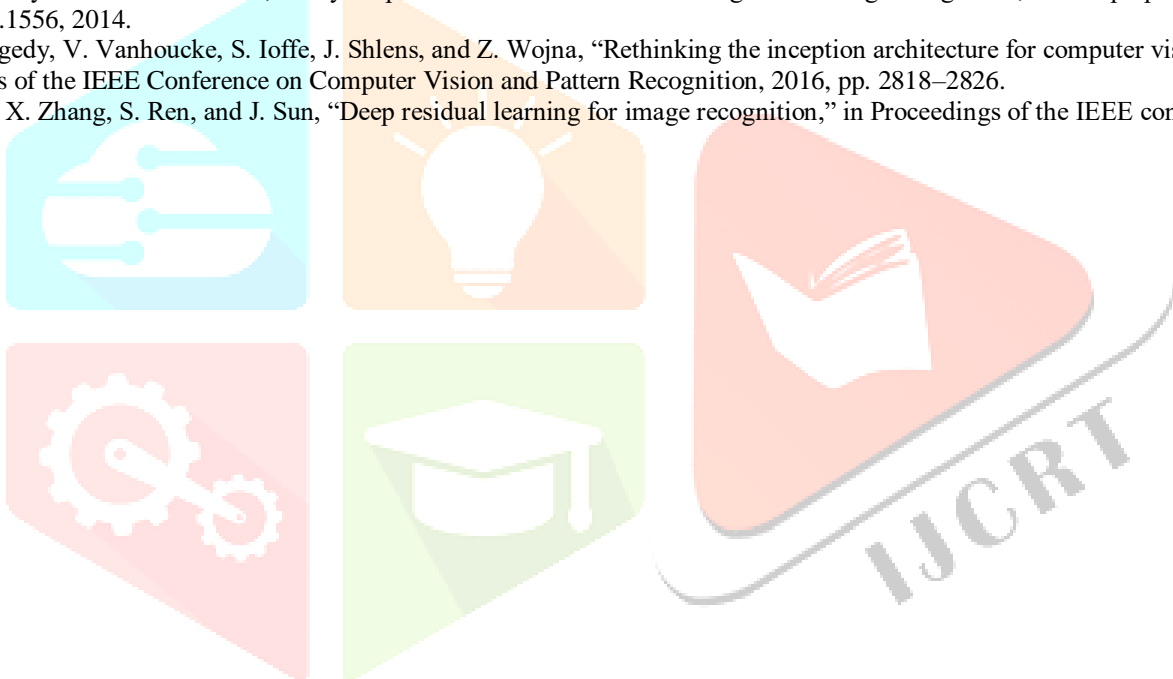 .1556, 2014.
gedy, V. Vanhoucke, S. Ioffe, J. Shlens, and Z. Wojna, “Rethinking the inception architecture for computer vis
s of the IEEE Conference on Computer Vision and Pattern Recognition, 2016, pp. 2818–2826.
X. Zhang, S. Ren, and J. Sun, “Deep residual learning for image recognition,” in Proceedings of the IEEE con
IJCRT